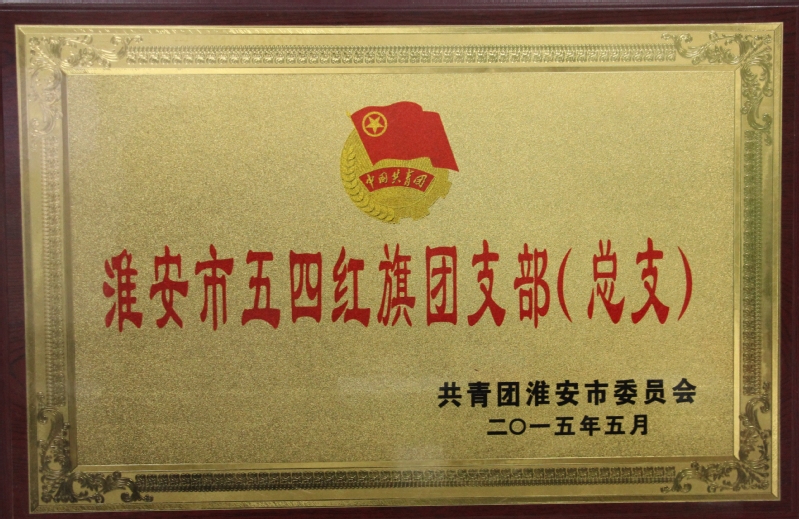 中国共青团
淮安市五四红旗团支部（总支）
共青团淮安市委员会
二〇一五年五月